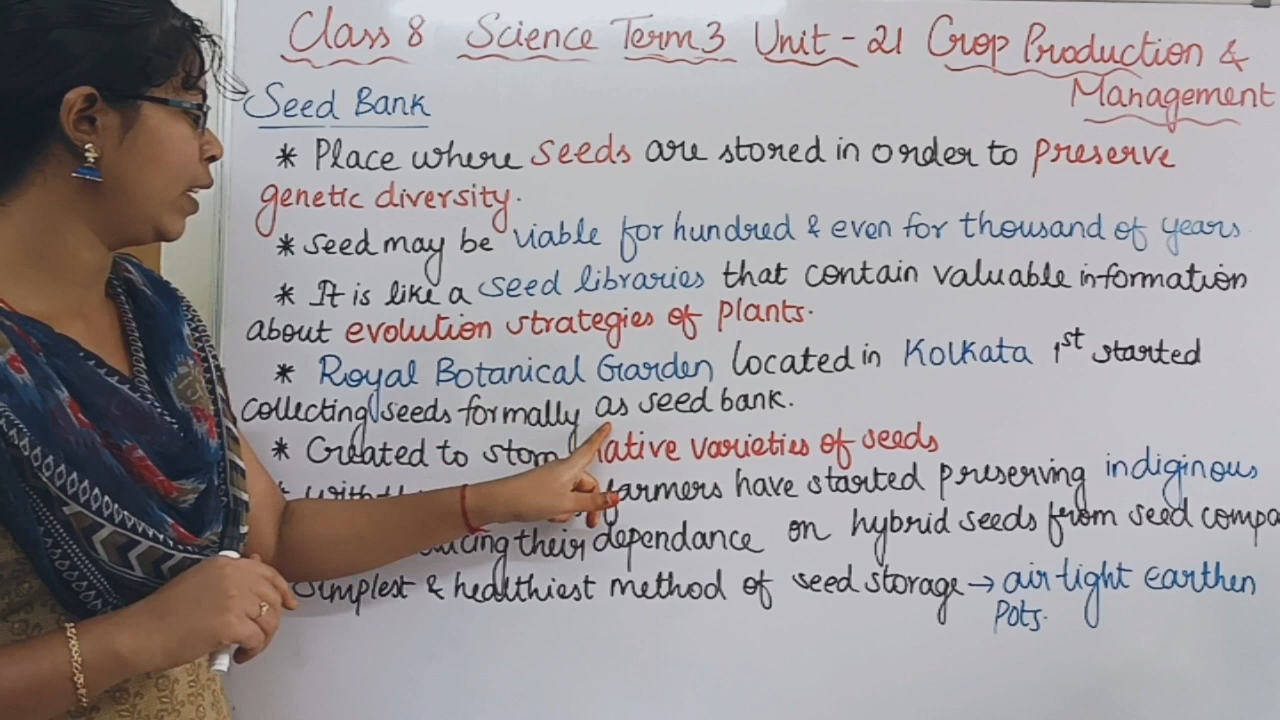 Class 8 Science Term 3 Unit - 21 Crop Production &
Management
Seed Bank
* Place where seeds are stored in order to preserve
genetic diversity.
* seed may be viable for hundred & even for thousand of years
* It is like a seed libraries that contain valuable information
about evolution strategies of plants.
* Royal Botanical Garden located in Kolkata 1st started
collecting seeds formally as seed bank.
* Created to native varieties of seeds
farmers have started preserving indiginous
their dependance on hybrid seeds from seed
Simplest & healthiest method of seed storage → air tight earthen
Pots.